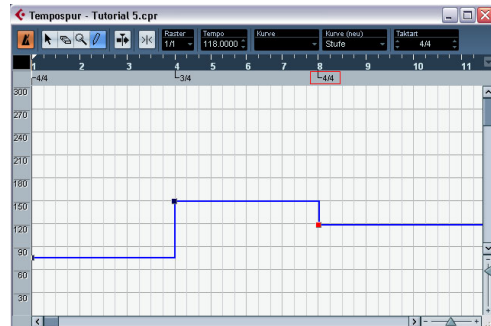 Tempospur - Tutorial 5.cpr
Raster Tempo Kurve Kurve (neu) Taktart
1/1 118.0000 Stufe 4/4
1 2 3 4 5 6 7 8 9 10 11
4/4 3/4 4/4
300
270
240
210
180
150
120
90
60
30